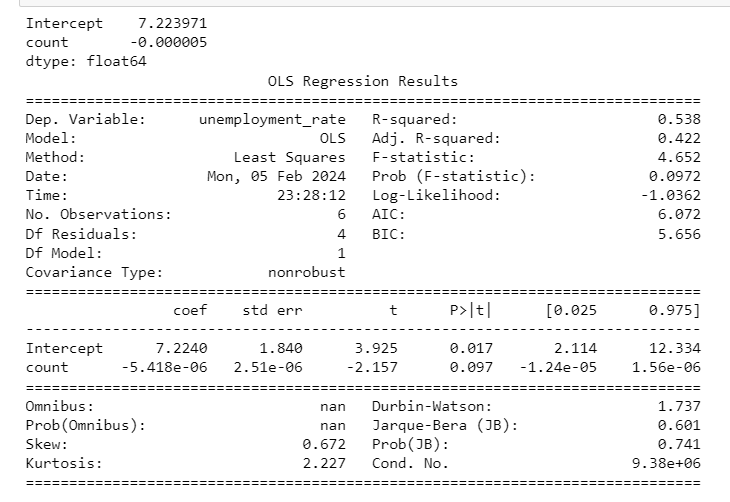 Intercept    7.223971
count       -0.000005
dtype: float64
                            OLS Regression Results
==============================================================================
Dep. Variable:      unemployment_rate   R-squared:                       0.538
Model:                            OLS   Adj. R-squared:                  0.422
Method:                 Least Squares   F-statistic:                     4.652
Date:                Mon, 05 Feb 2024   Prob (F-statistic):             0.0972
Time:                        23:28:12   Log-Likelihood:                -1.0362
No. Observations:                   6   AIC:                             6.072
Df Residuals:                       4   BIC:                             5.656
Df Model:                           1
Covariance Type:            nonrobust
==============================================================================
                 coef    std err          t      P>|t|      [0.025      0.975]
------------------------------------------------------------------------------
Intercept      7.2240      1.840      3.925      0.017       2.114      12.334
count      -5.418e-06   2.51e-06     -2.157      0.097   -1.24e-05    1.56e-06
==============================================================================
Omnibus:                          nan   Durbin-Watson:                   1.737
Prob(Omnibus):                    nan   Jarque-Bera (JB):                0.601
Skew:                           0.672   Prob(JB):                        0.741
Kurtosis:                       2.227   Cond. No.                     9.38e+06
==============================================================================